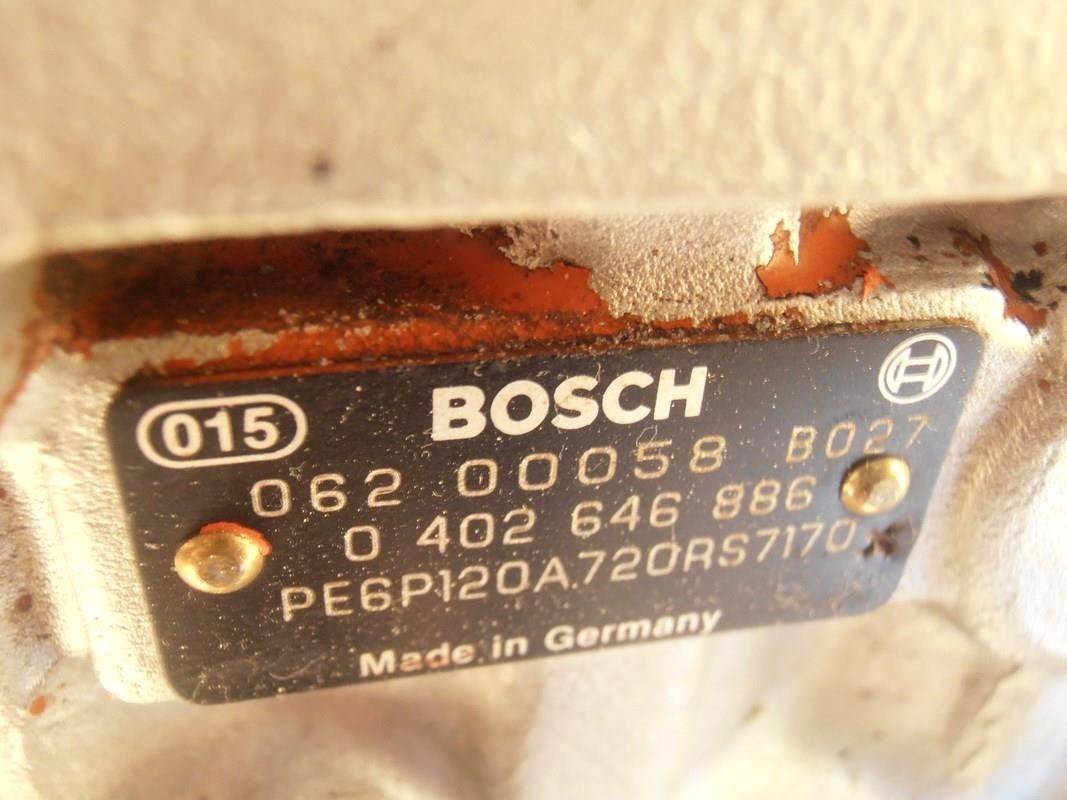 BOSCH
015
062 00058 B027
0 402 646 886
PE6P120A720RS7170
Made in Germany